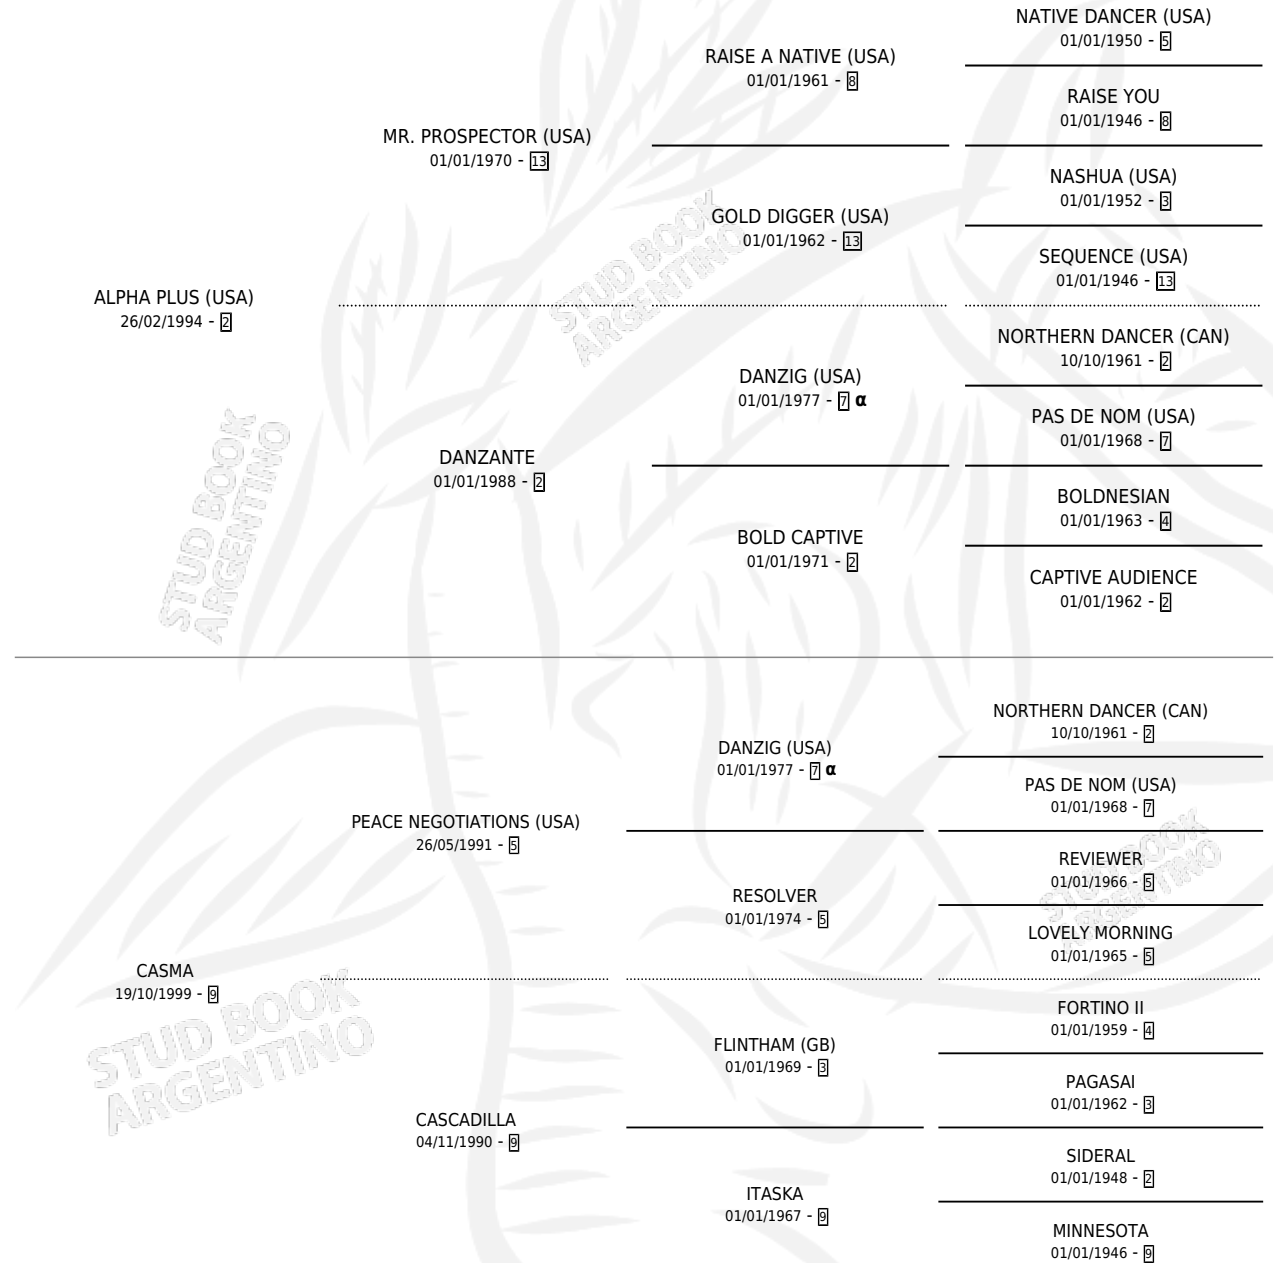 NATIVE DANCER (USA)
01/01/1950 - 5
RAISE A NATIVE (USA)
01/01/1961 - 8
RAISE YOU
01/01/1946 - 8
MR. PROSPECTOR (USA)
01/01/1970 - 13
NASHUA (USA)
01/01/1952 - 3
GOLD DIGGER (USA)
01/01/1962 - 13
SEQUENCE (USA)
01/01/1946 - 13
ALPHA PLUS (USA)
26/02/1994 - 2
NORTHERN DANCER (CAN)
10/10/1961 - 2
DANZIG (USA)
01/01/1977 - 7 α
PAS DE NOM (USA)
01/01/1968 - 7
DANZANTE
01/01/1988 - 2
BOLDNESIAN
01/01/1963 - 4
BOLD CAPTIVE
01/01/1971 - 2
CAPTIVE AUDIENCE
01/01/1962 - 2
NORTHERN DANCER (CAN)
10/10/1961 - 2
DANZIG (USA)
01/01/1977 - 7 α
PAS DE NOM (USA)
01/01/1968 - 7
PEACE NEGOTIATIONS (USA)
26/05/1991 - 5
REVIEWER
01/01/1966 - 5
RESOLVER
01/01/1974 - 5
LOVELY MORNING
01/01/1965 - 5
CASMA
19/10/1999 - 9
FORTINO II
01/01/1959 - 4
FLINTHAM (GB)
01/01/1969 - 3
PAGASAI
01/01/1962 - 3
CASCADILLA
04/11/1990 - 9
SIDERAL
01/01/1948 - 2
ITASKA
01/01/1967 - 9
MINNESOTA
01/01/1946 - 9
STUD BOOK
ARGENTINO
STUD BOOK
ARGENTINO
STUD BOOK
ARGENTINO
STUD BOOK
ARGENTINO